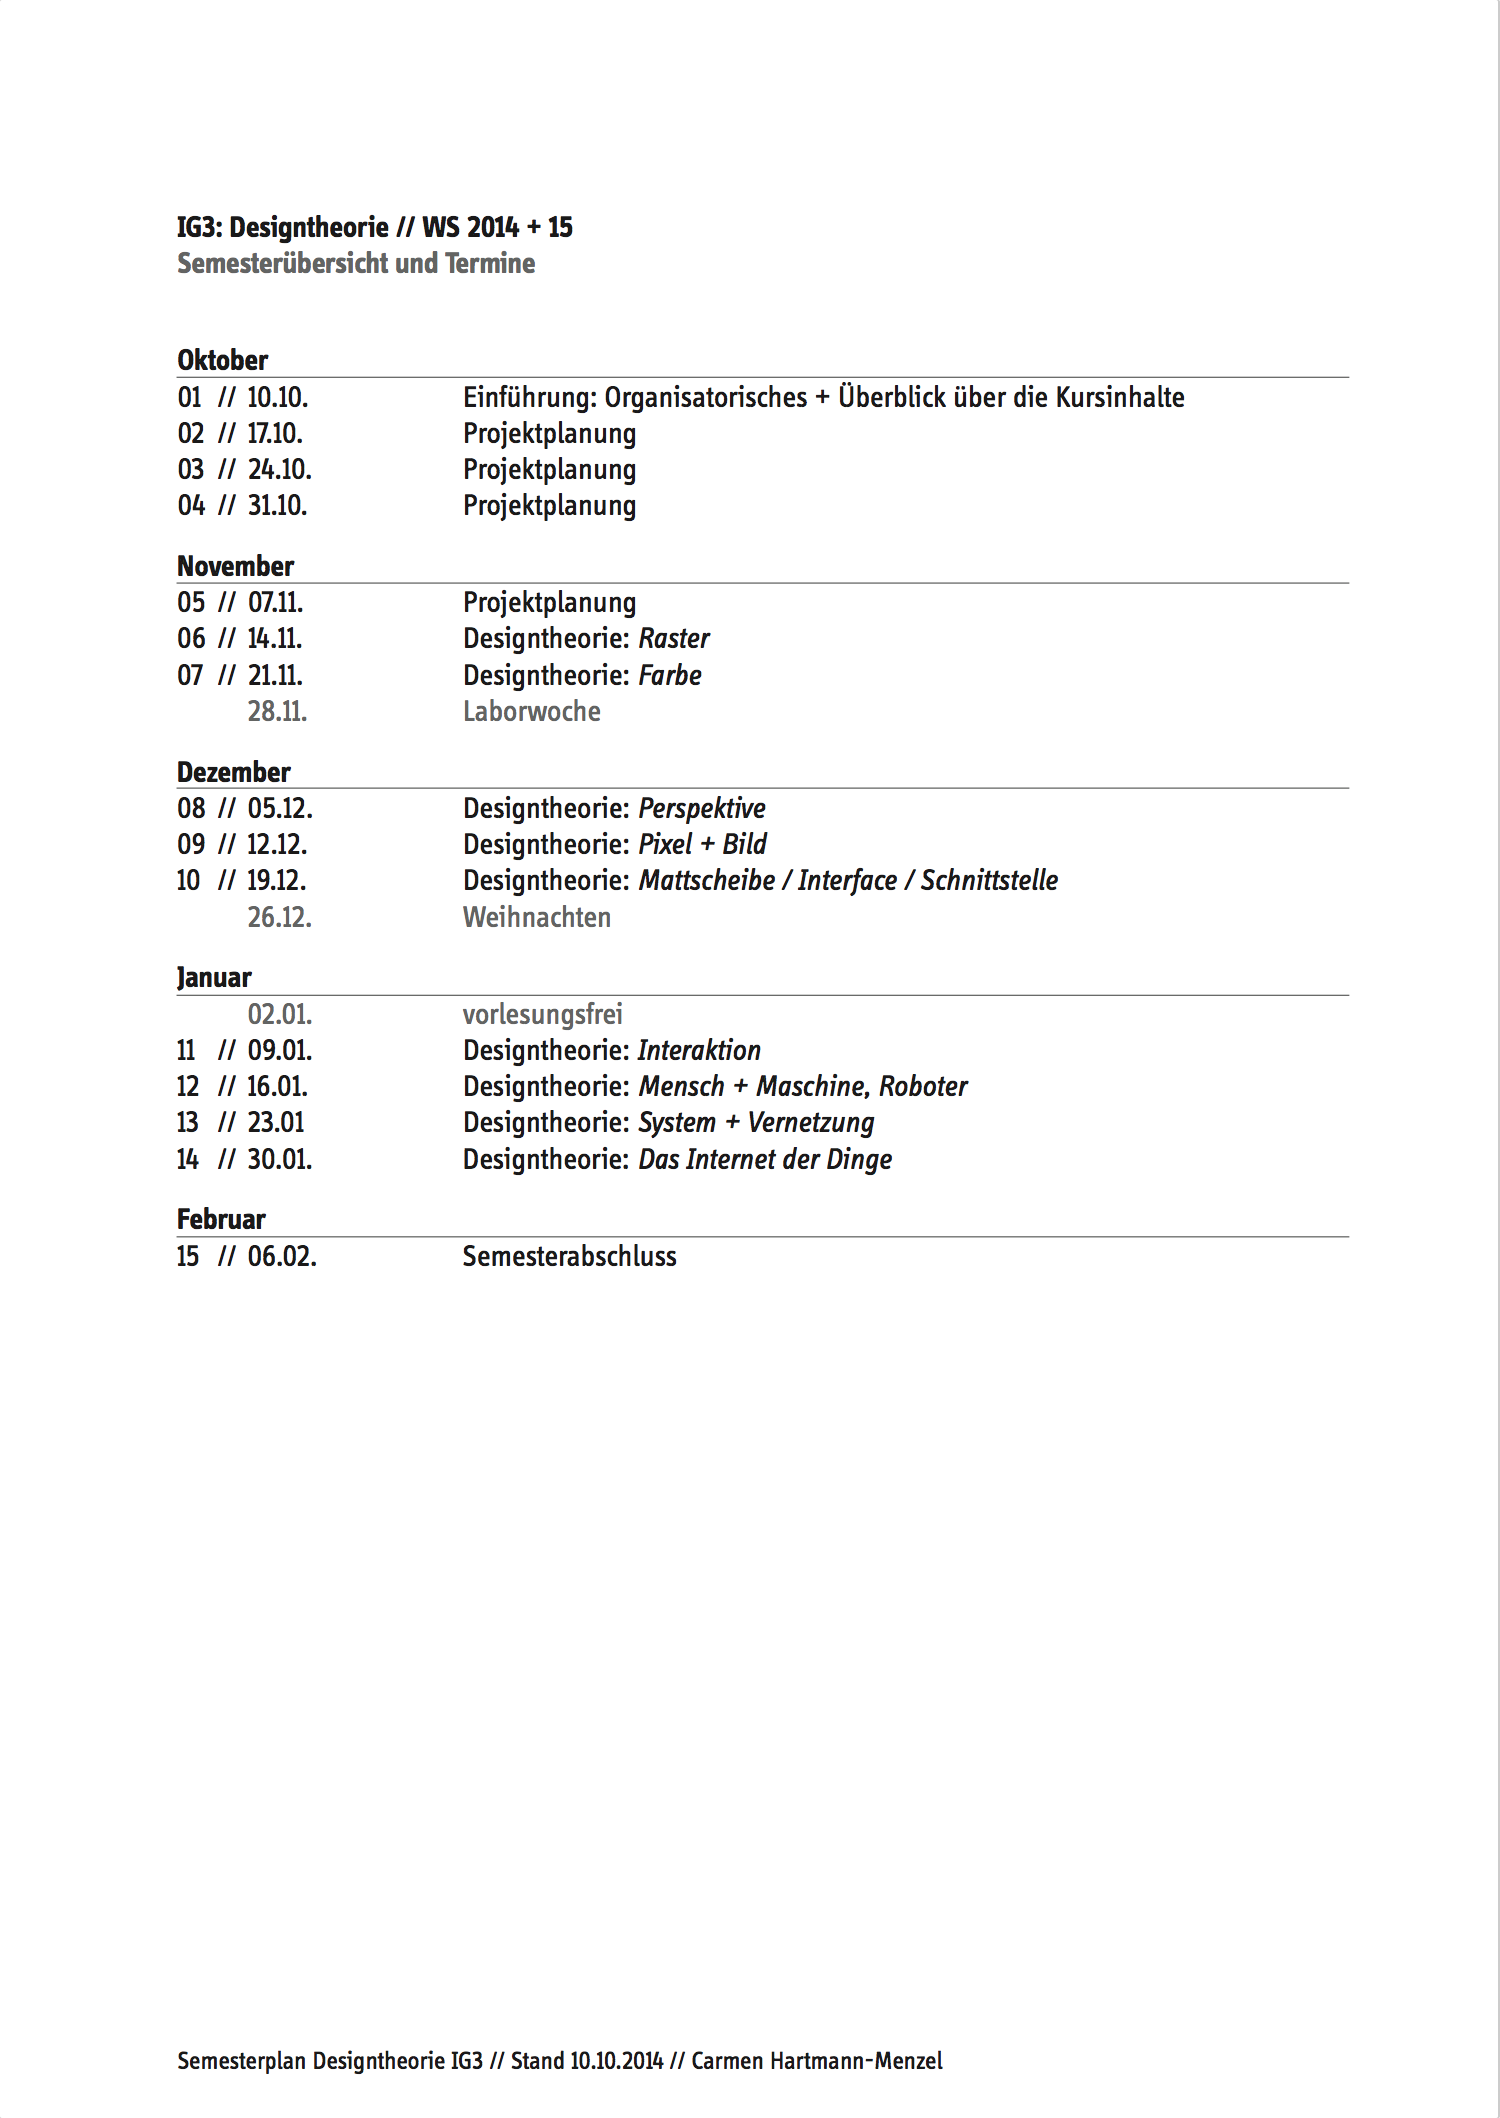 IG3: Designtheorie // WS 2014 + 15
Semesterübersicht und Termine
Oktober
01 // 10.10. Einführung: Organisatorisches + Überblick über die Kursinhalte
02 // 17.10. Projektplanung
03 // 24.10. Projektplanung
04 // 31.10. Projektplanung
November
05 // 07.11. Projektplanung
06 // 14.11. Designtheorie: Raster
07 // 21.11. Designtheorie: Farbe
28.11. Laborwoche
Dezember
08 // 05.12. Designtheorie: Perspektive
09 // 12.12. Designtheorie: Pixel + Bild
10 // 19.12. Designtheorie: Mattscheibe / Interface / Schnittstelle
26.12. Weihnachten
Januar
02.01. vorlesungsfrei
11 // 09.01. Designtheorie: Interaktion
12 // 16.01. Designtheorie: Mensch + Maschine, Roboter
13 // 23.01 Designtheorie: System + Vernetzung
14 // 30.01. Designtheorie: Das Internet der Dinge
Februar
15 // 06.02. Semesterabschluss
Semesterplan Designtheorie IG3 // Stand 10.10.2014 // Carmen Hartmann-Menzel